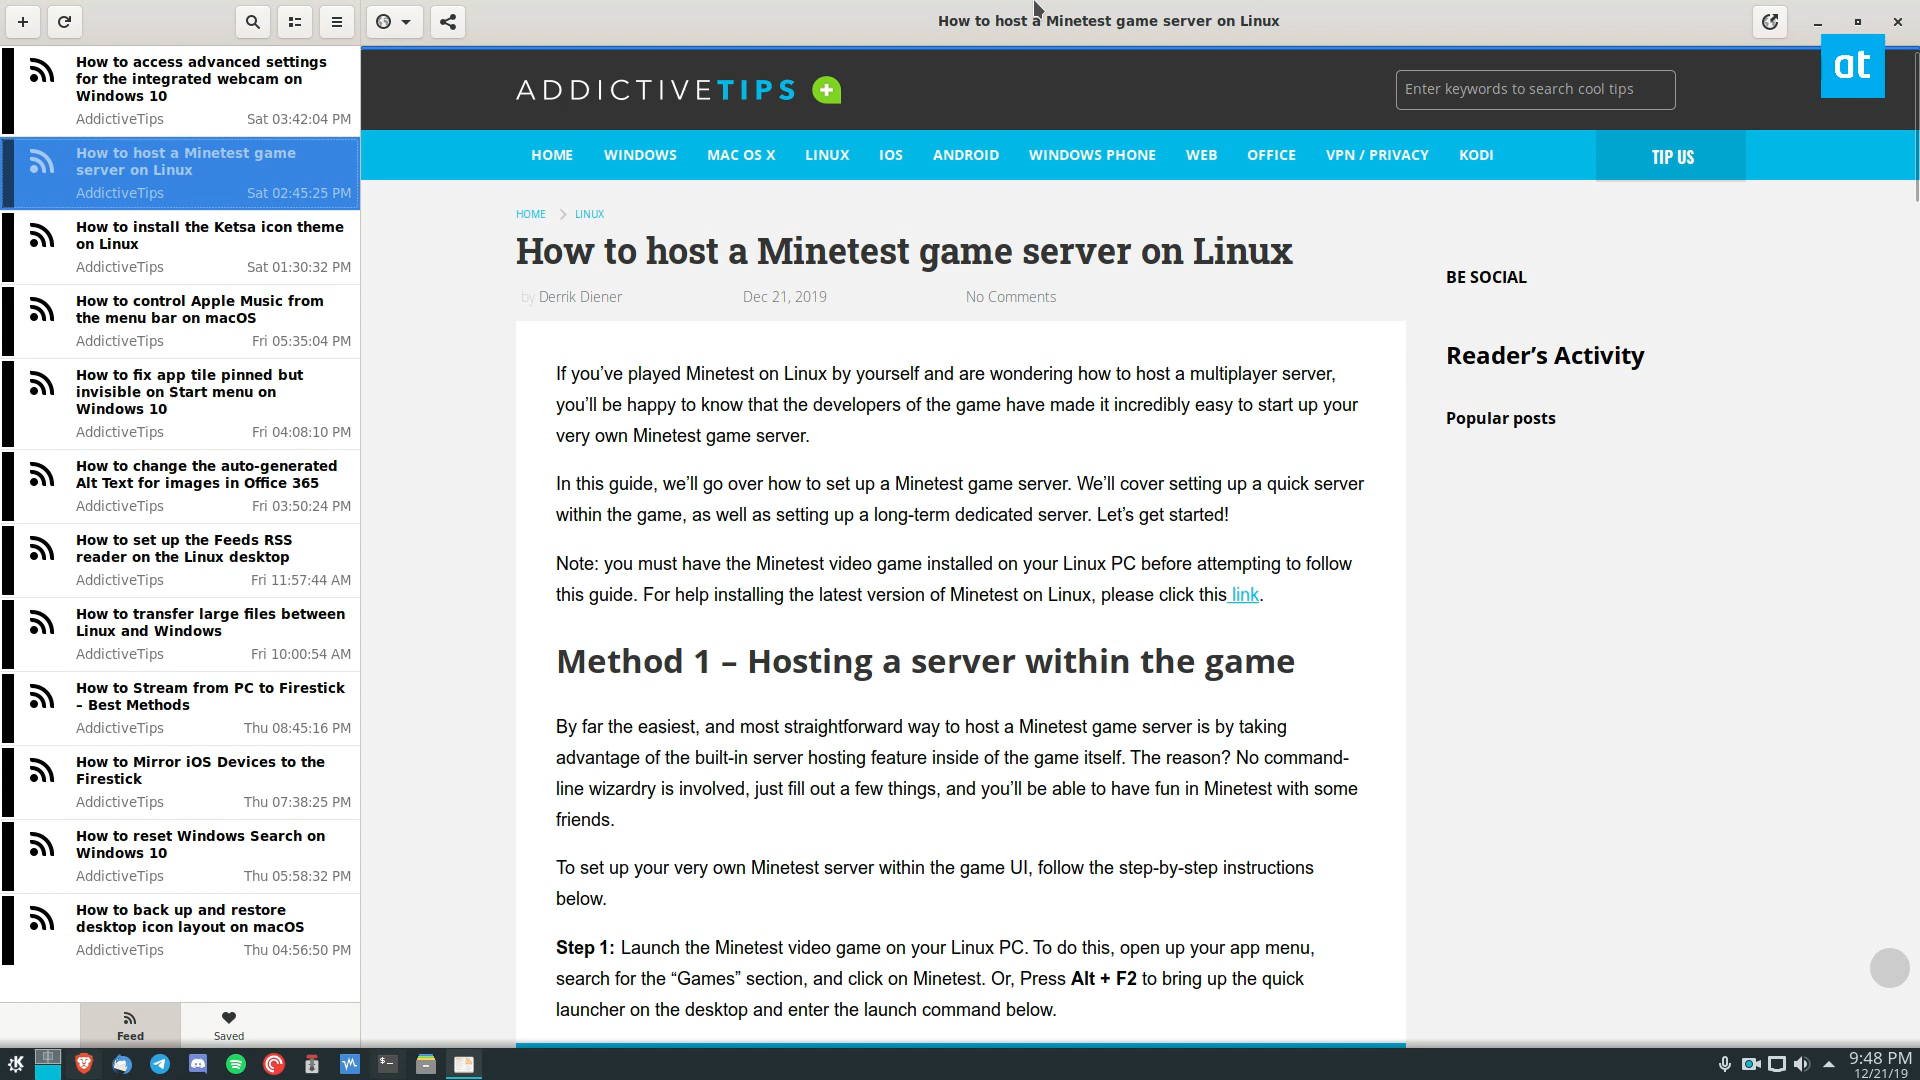 How to host a Minetest game server on Linux
How to access advanced settings
for the integrated webcam on
Windows 10
AddictiveTips Sat 03:42:04 PM
How to host a Minetest game
server on Linux
AddictiveTips Sat 02:45:25 PM
How to install the Ketsa icon theme
on Linux
AddictiveTips Sat 01:30:32 PM
How to control Apple Music from
the menu bar on macOS
AddictiveTips Fri 05:35:04 PM
How to fix app tile pinned but
invisible on Start menu on
Windows 10
AddictiveTips Fri 04:08:10 PM
How to change the auto-generated
Alt Text for images in Office 365
AddictiveTips Fri 03:50:24 PM
How to set up the Feeds RSS
reader on the Linux desktop
AddictiveTips Fri 11:57:44 AM
How to transfer large files between
Linux and Windows
AddictiveTips Fri 10:00:54 AM
How to Stream from PC to Firestick
– Best Methods
AddictiveTips Thu 08:45:16 PM
How to Mirror iOS Devices to the
Firestick
AddictiveTips Thu 07:38:25 PM
How to reset Windows Search on
Windows 10
AddictiveTips Thu 05:58:32 PM
How to back up and restore
desktop icon layout on macOS
AddictiveTips Thu 04:56:50 PM
Feed Saved
ADDICTIVETIPS
Enter keywords to search cool tips
at
HOME WINDOWS MAC OS X LINUX IOS ANDROID WINDOWS PHONE WEB OFFICE VPN / PRIVACY KODI TIP US
HOME LINUX
How to host a Minetest game server on Linux
by Derrik Diener Dec 21, 2019 No Comments
If you’ve played Minetest on Linux by yourself and are wondering how to host a multiplayer server,
you’ll be happy to know that the developers of the game have made it incredibly easy to start up your
very own Minetest game server.
In this guide, we’ll go over how to set up a Minetest game server. We’ll cover setting up a quick server
within the game, as well as setting up a long-term dedicated server. Let’s get started!
Note: you must have the Minetest video game installed on your Linux PC before attempting to follow
this guide. For help installing the latest version of Minetest on Linux, please click this link.
Method 1 – Hosting a server within the game
By far the easiest, and most straightforward way to host a Minetest game server is by taking
advantage of the built-in server hosting feature inside of the game itself. The reason? No command-
line wizardry is involved, just fill out a few things, and you’ll be able to have fun in Minetest with some
friends.
To set up your very own Minetest server within the game UI, follow the step-by-step instructions
below.
Step 1: Launch the Minetest video game on your Linux PC. To do this, open up your app menu,
search for the “Games” section, and click on Minetest. Or, Press Alt + F2 to bring up the quick
launcher on the desktop and enter the launch command below.
BE SOCIAL
Reader’s Activity
Popular posts
9:48 PM
12/21/19